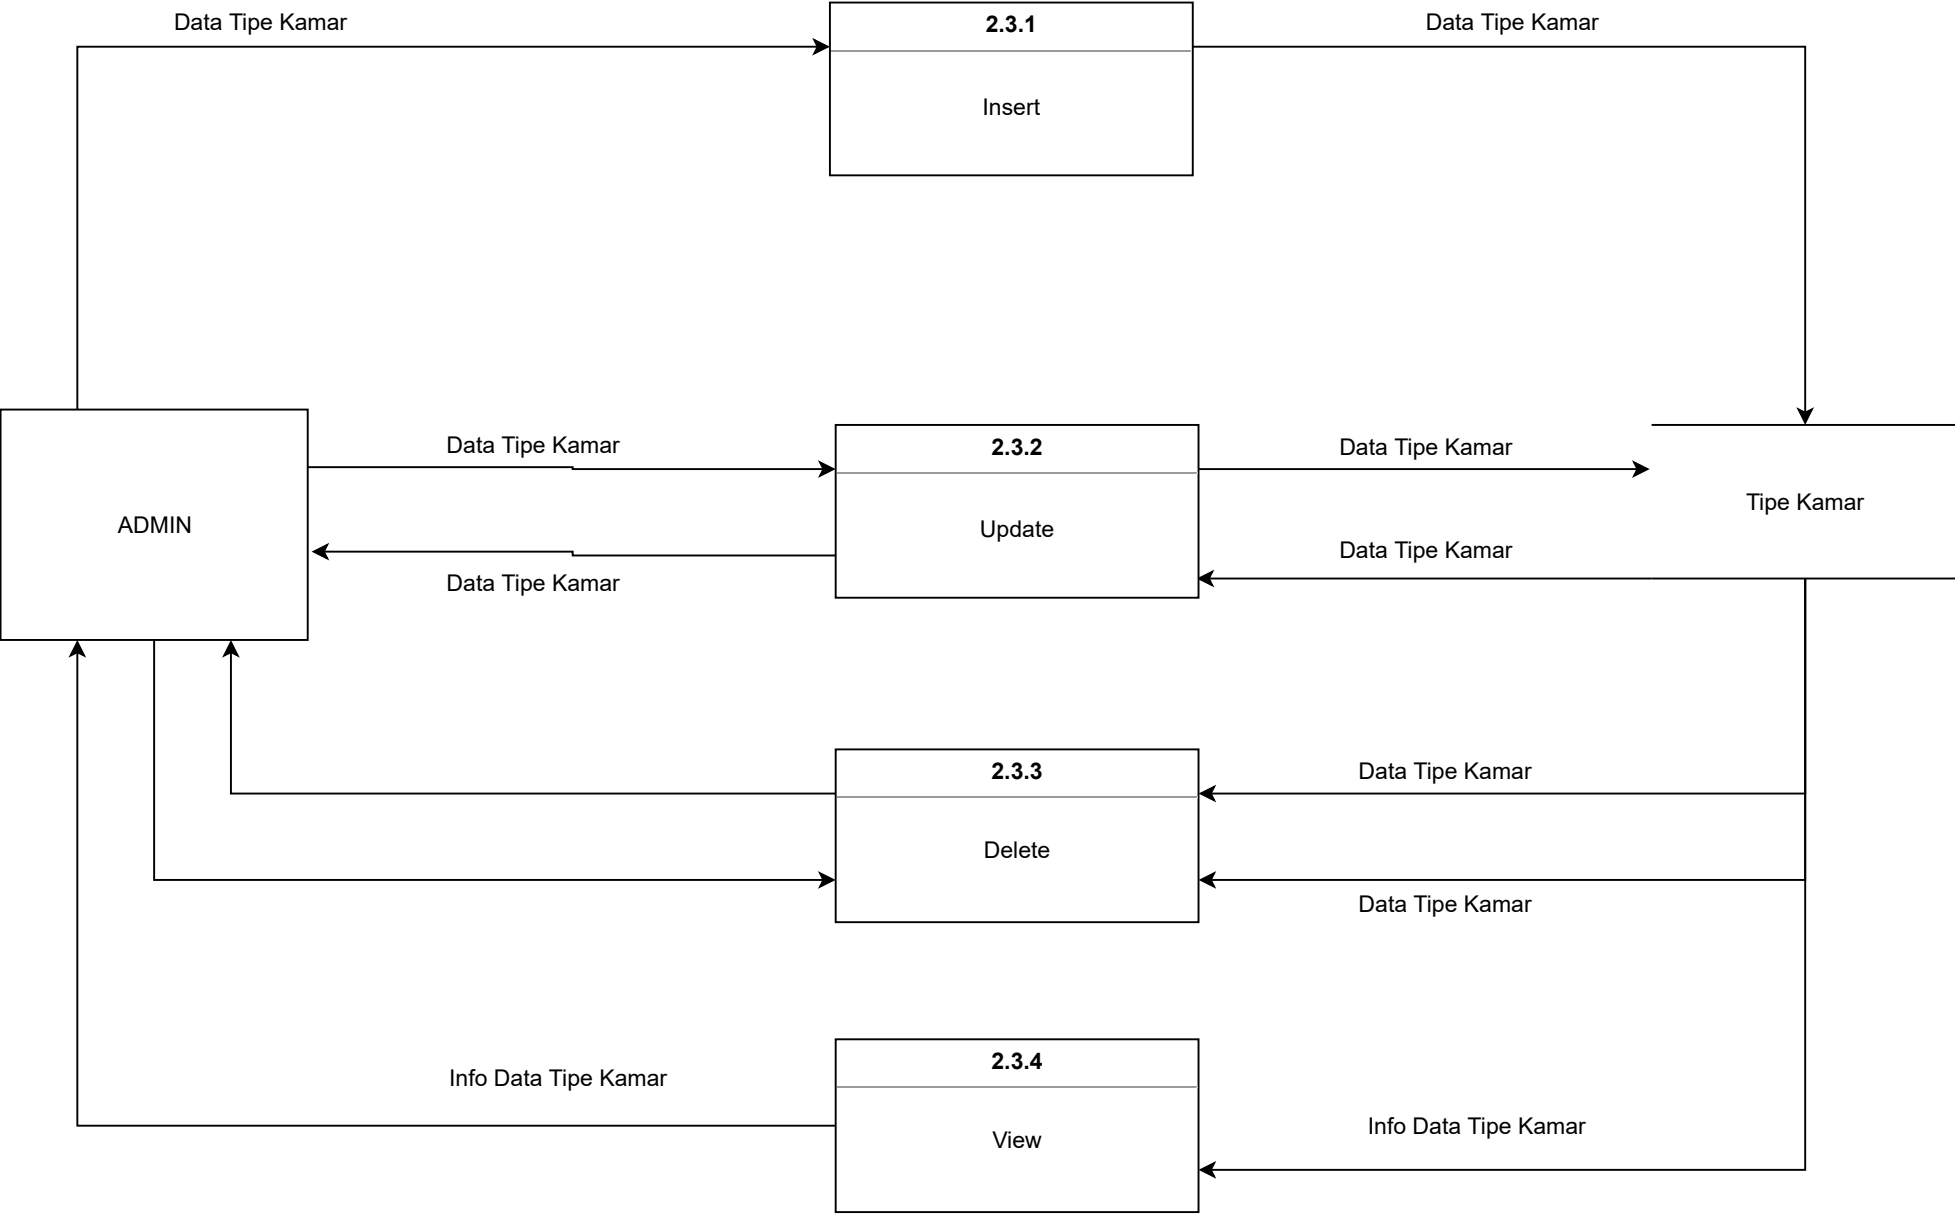 Data Tipe Kamar
2.3.1
Data Tipe Kamar
Insert
Data Tipe Kamar
2.3.2
Data Tipe Kamar
ADMIN
Update
Tipe Kamar
Data Tipe Kamar
Data Tipe Kamar
2.3.3
Data Tipe Kamar
Delete
Data Tipe Kamar
2.3.4
Info Data Tipe Kamar
View
Info Data Tipe Kamar